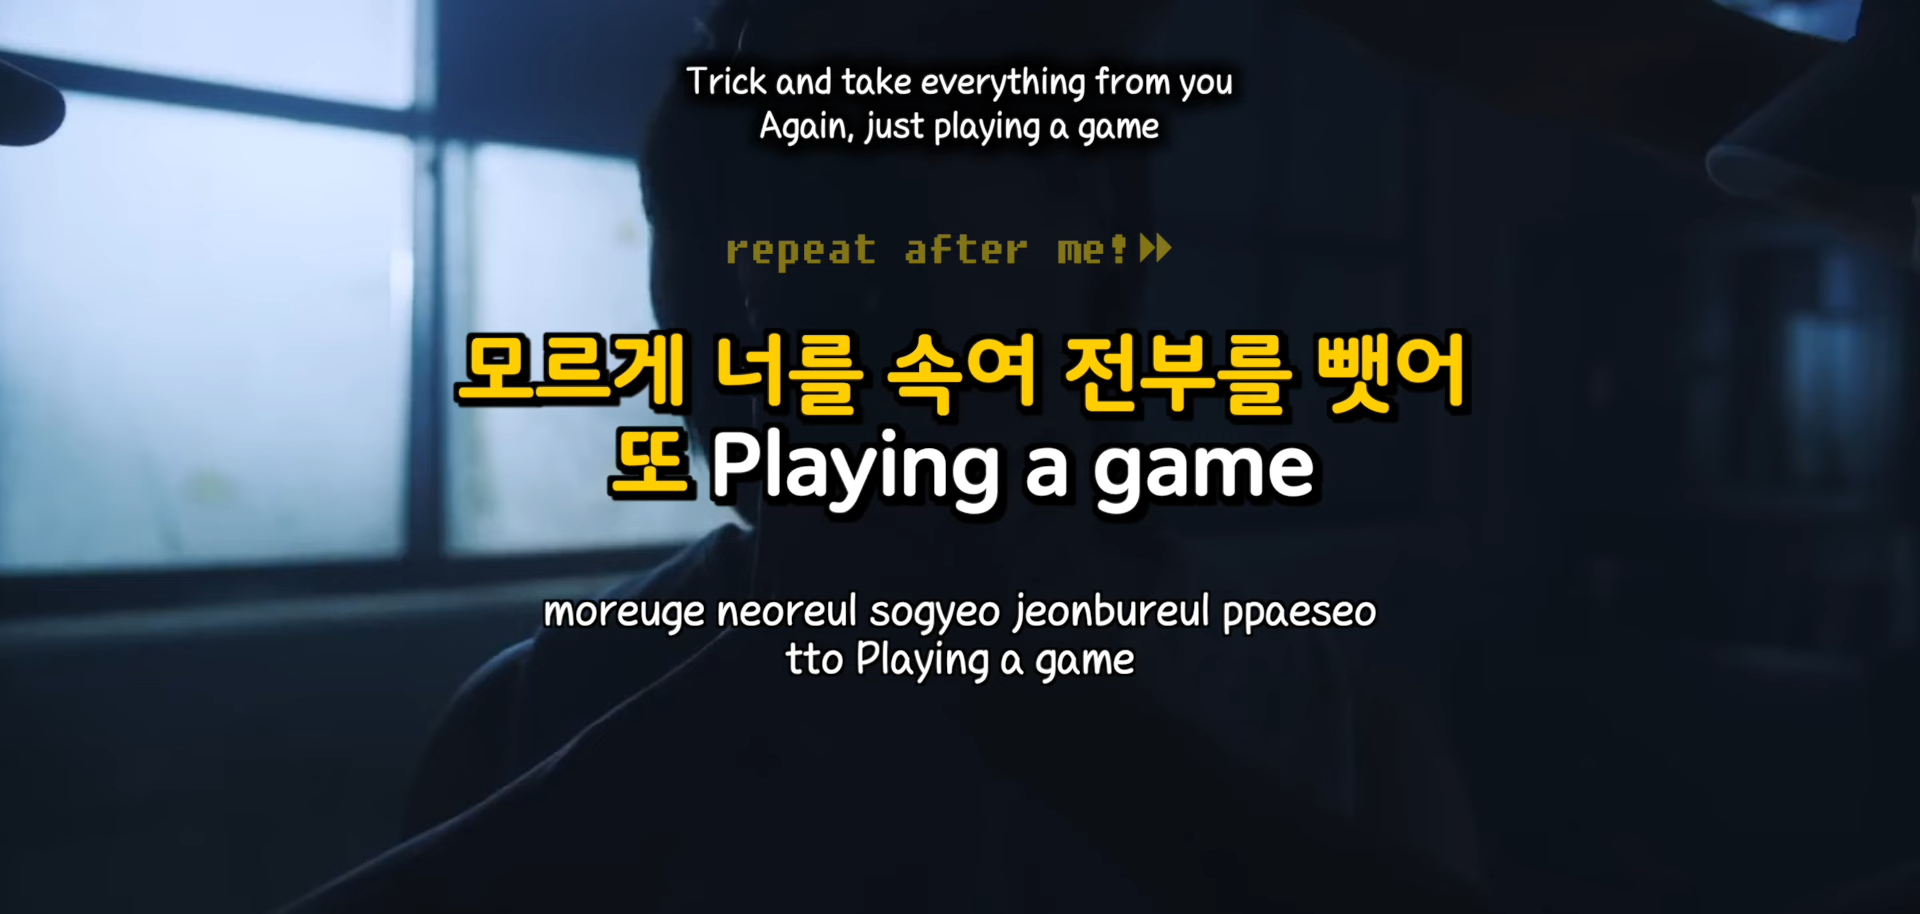 Trick and take everything from you
Again, just playing a game
repeat after me!
모르게 너를 속여 전부를 뺏어
또 Playing a game
moreuge neoreul sogyeo jeonbureul ppaeseo
tto Playing a game